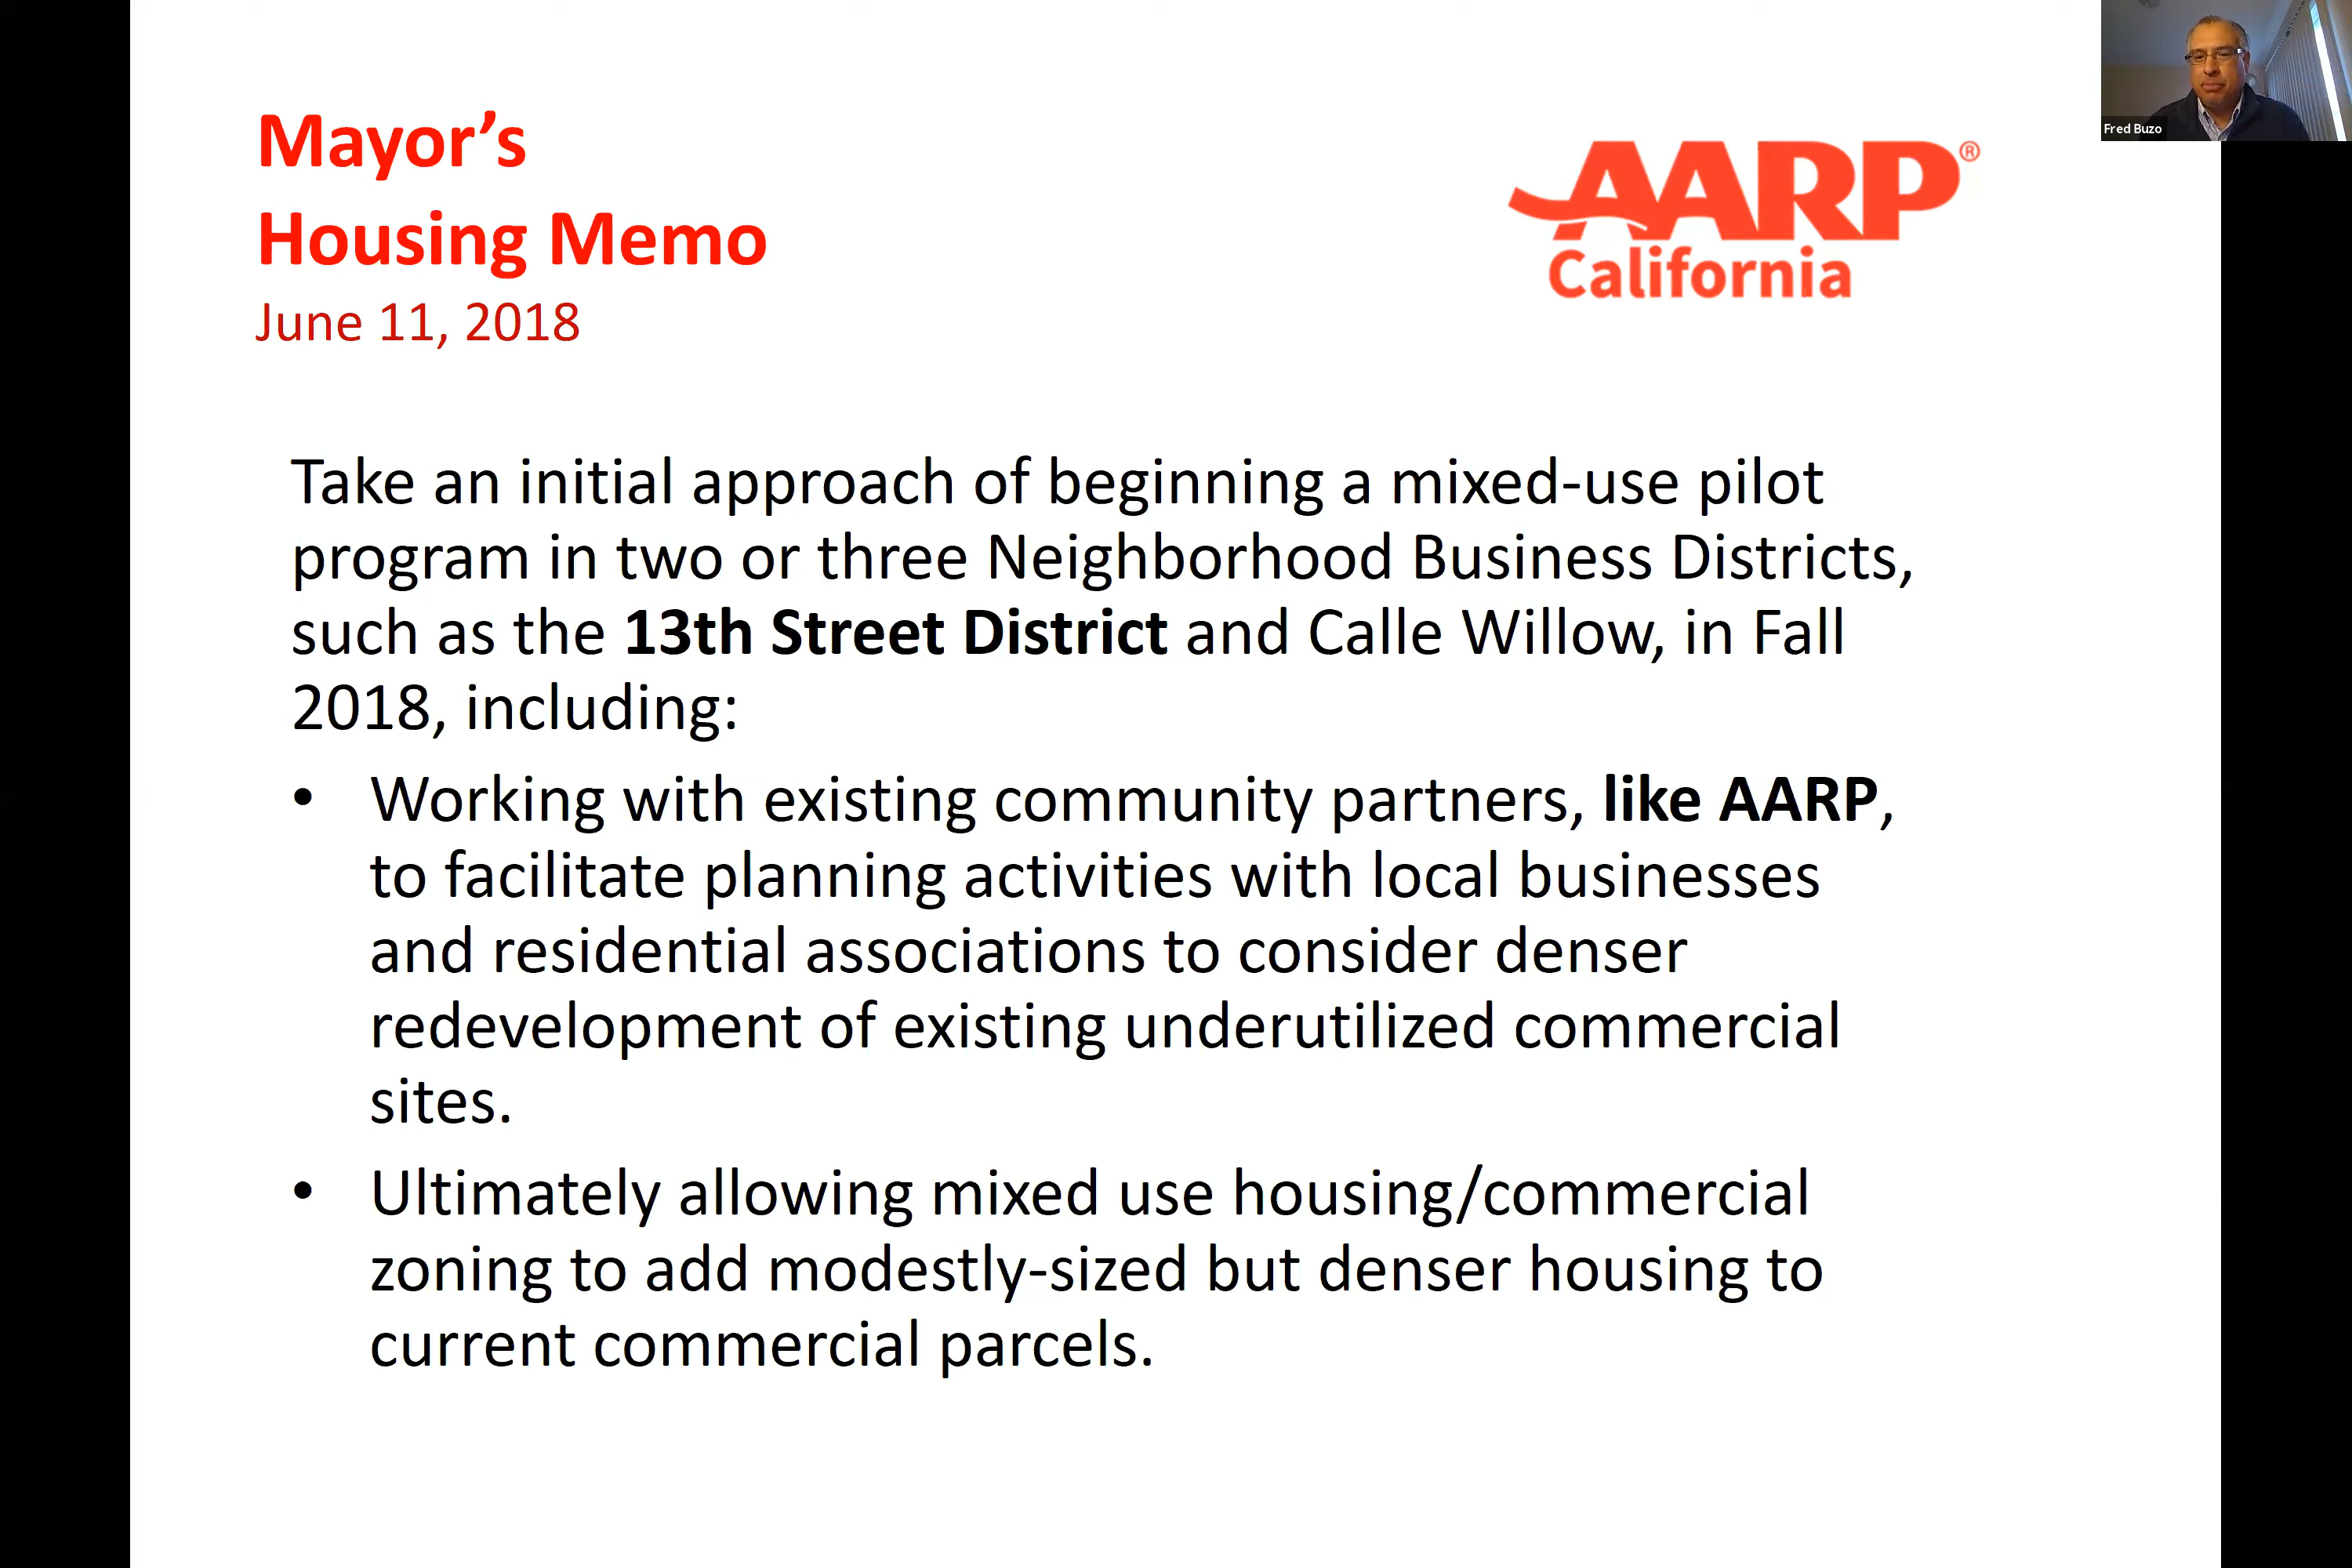 Mayor’s
Housing Memo
June 11, 2018
AARP®
California
Fred Buzo
Take an initial approach of beginning a mixed-use pilot
program in two or three Neighborhood Business Districts,
such as the 13th Street District and Calle Willow, in Fall
2018, including:
• Working with existing community partners, like AARP,
to facilitate planning activities with local businesses
and residential associations to consider denser
redevelopment of existing underutilized commercial
sites.
• Ultimately allowing mixed use housing/commercial
zoning to add modestly-sized but denser housing to
current commercial parcels.